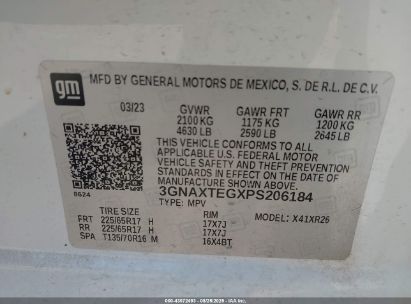 gm
MFD BY GENERAL MOTORS DE MEXICO, S. DE R.L. DE C.V.
03/23 GVWR GAWR FRT GAWR RR
2100 KG 1175 KG 1200 KG
4630 LB 2590 LB 2645 LB
THIS VEHICLE CONFORMS TO ALL APPLICABLE
U.S. FEDERAL MOTOR
VEHICLE SAFETY AND THEFT PREVENTION
STANDARDS IN EFFECT ON THE DATE OF
MANUFACTURE SHOWN ABOVE.
3GNAXTEGXPS206184
8624 TYPE: MPV MODEL: X41XR26
TIRE SIZE RIM
FRT 225/65R17 H 17X7J
RR 225/65R17 H 17X7J
SPA T135/70R16 M 16X4BT